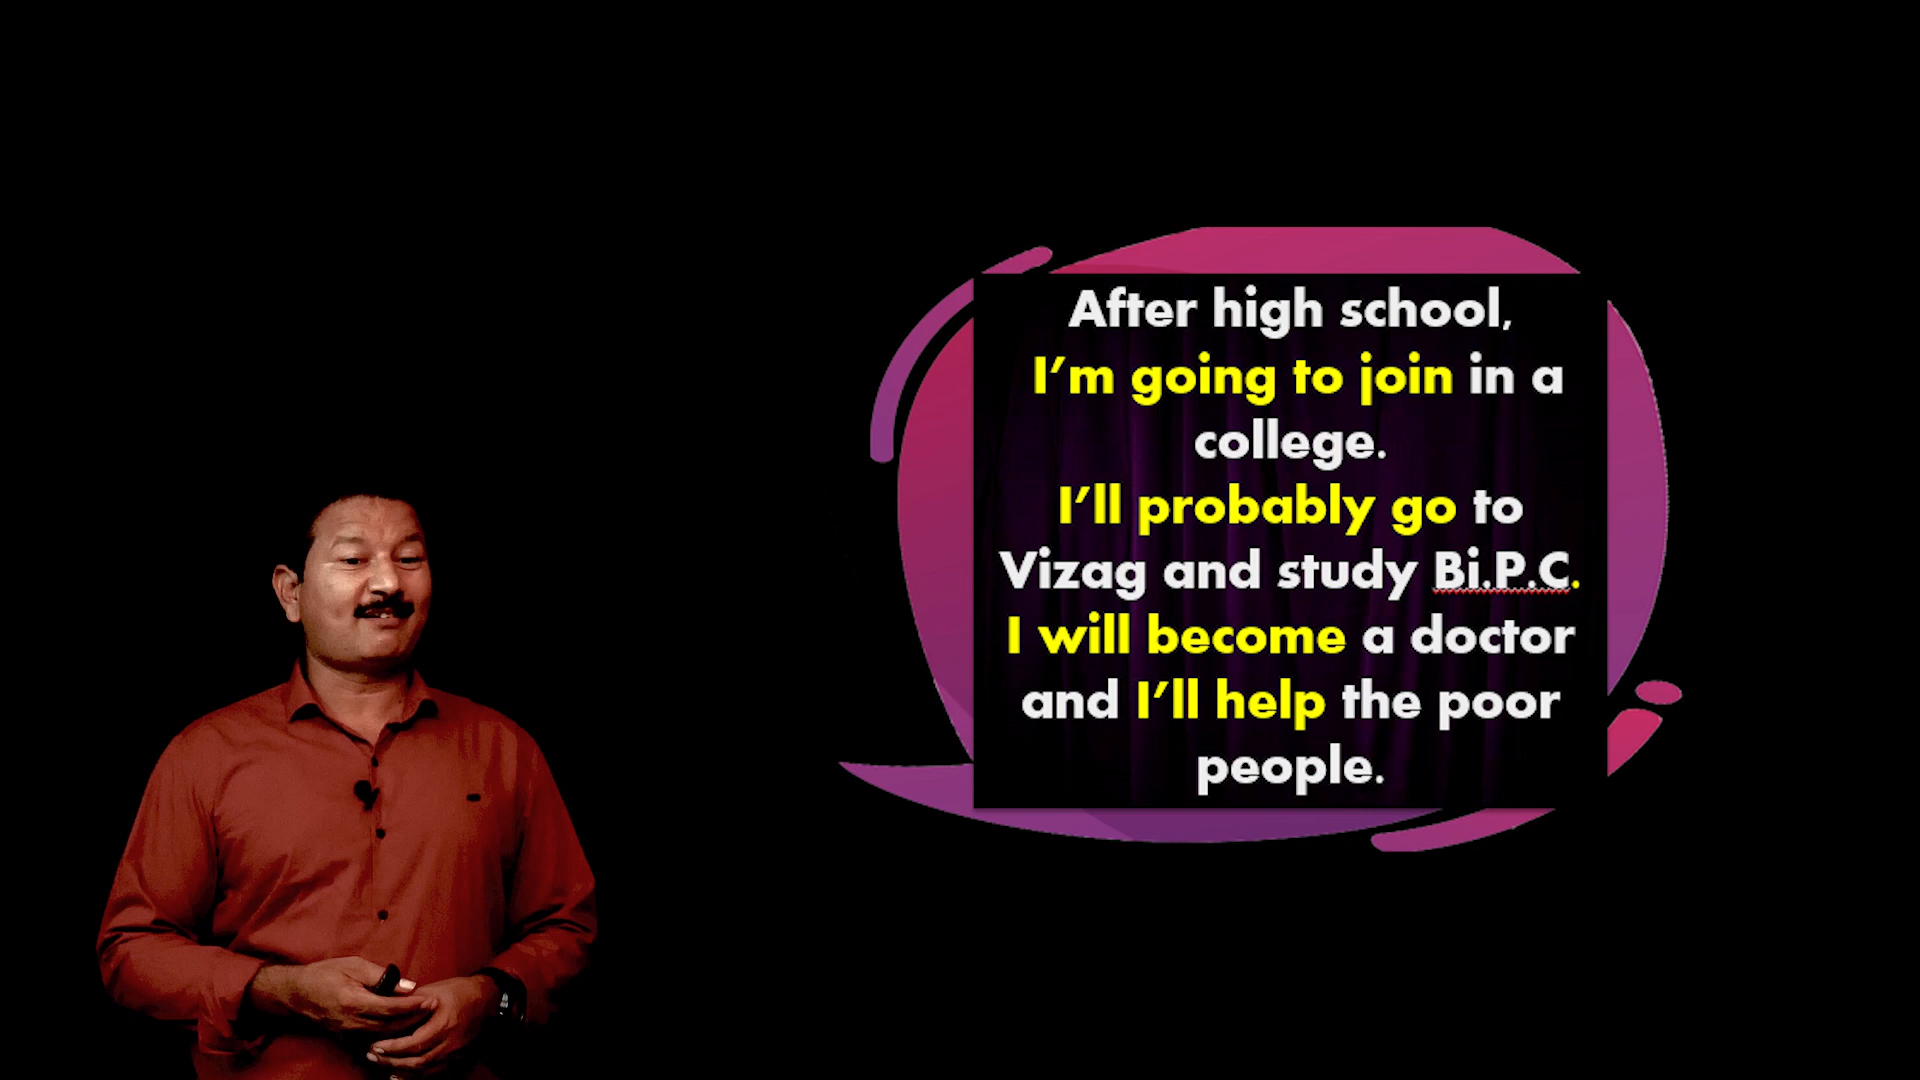 After high school,
I’m going to join in a
college.
I’ll probably go to
Vizag and study Bi.P.C.
I will become a doctor
and I’ll help the poor
people.